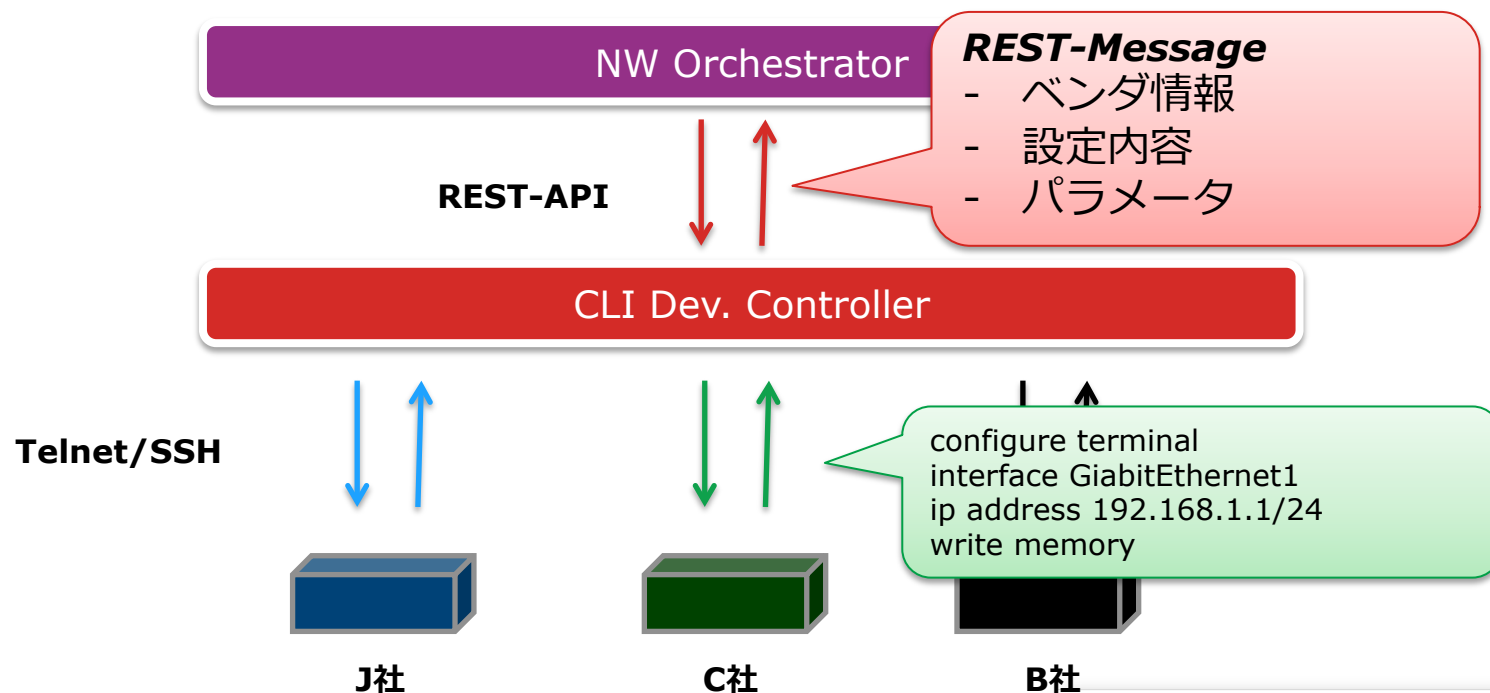 NW Orchestrator
REST-Message
- ベンダ情報
- 設定内容
- パラメータ
REST-API
CLI Dev. Controller
Telnet/SSH
configure terminal
interface GiabitEthernet1
ip address 192.168.1.1/24
write memory
J社
C社
B社